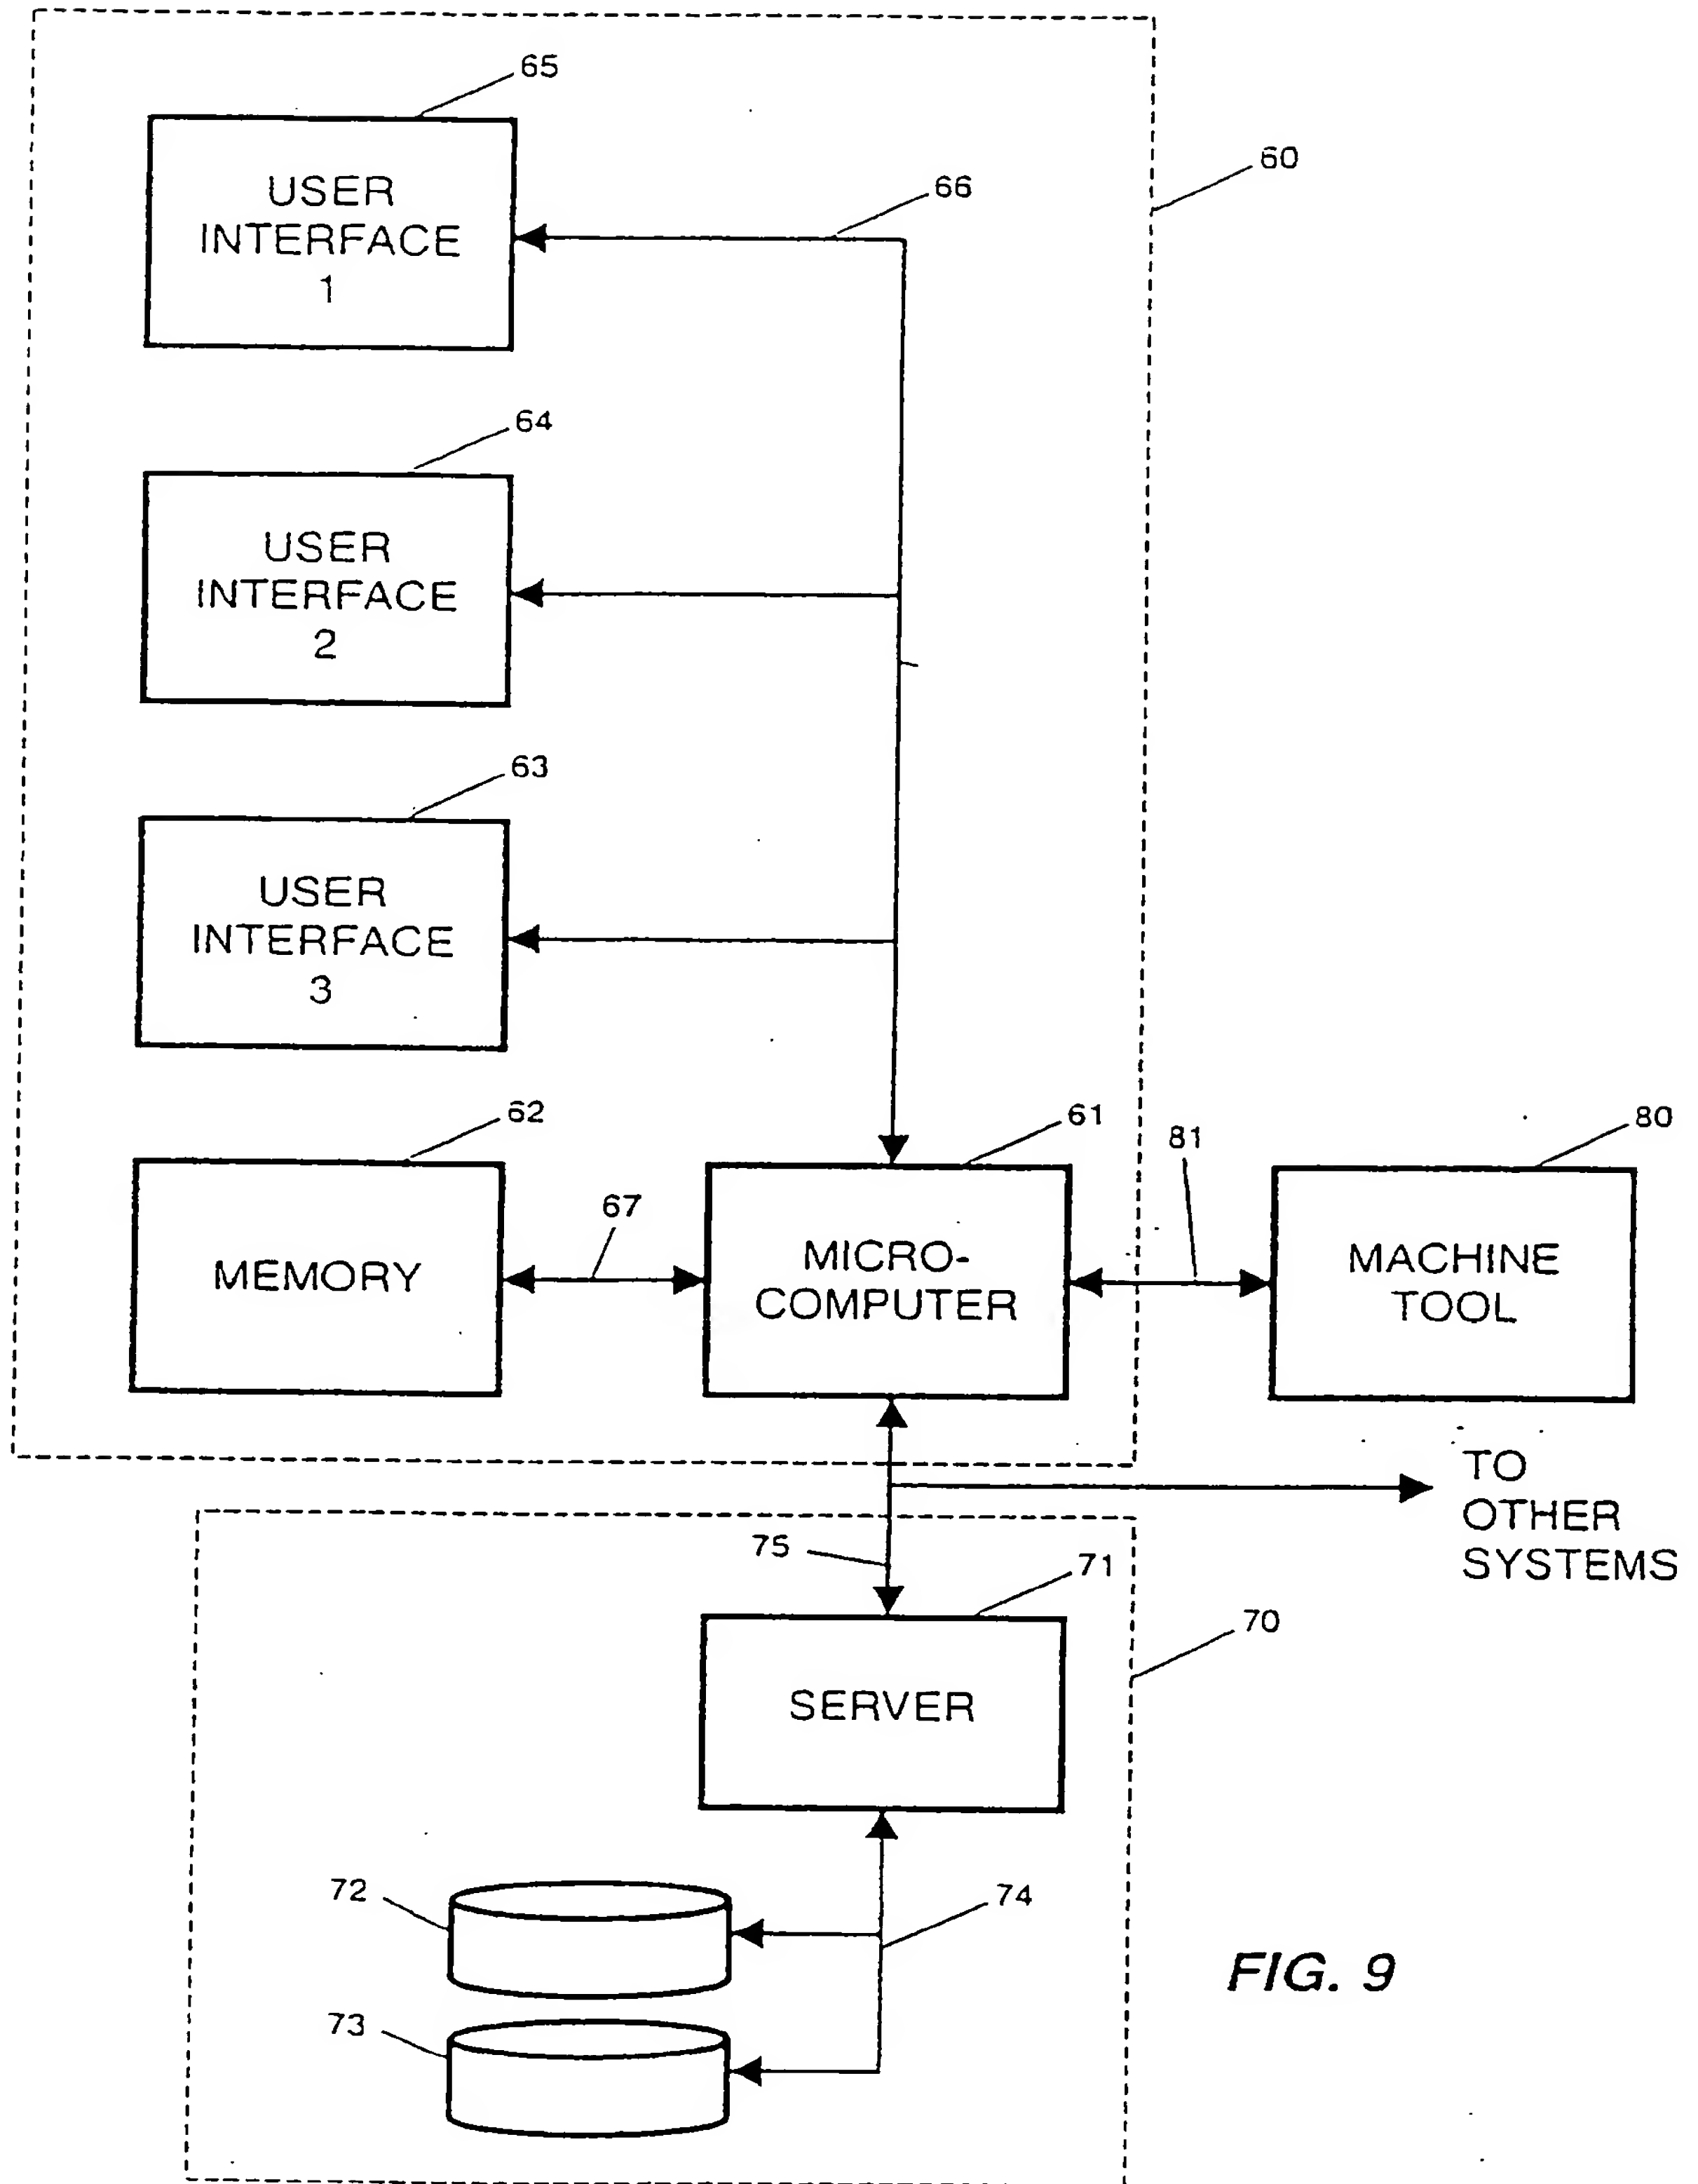 65
60
66
USER
INTERFACE
1
64
USER
INTERFACE
2
63
USER
INTERFACE
3
62
61
81
80
67
MEMORY
MICRO-
COMPUTER
MACHINE
TOOL
TO
OTHER
SYSTEMS
75
71
70
SERVER
72
74
73
FIG. 9